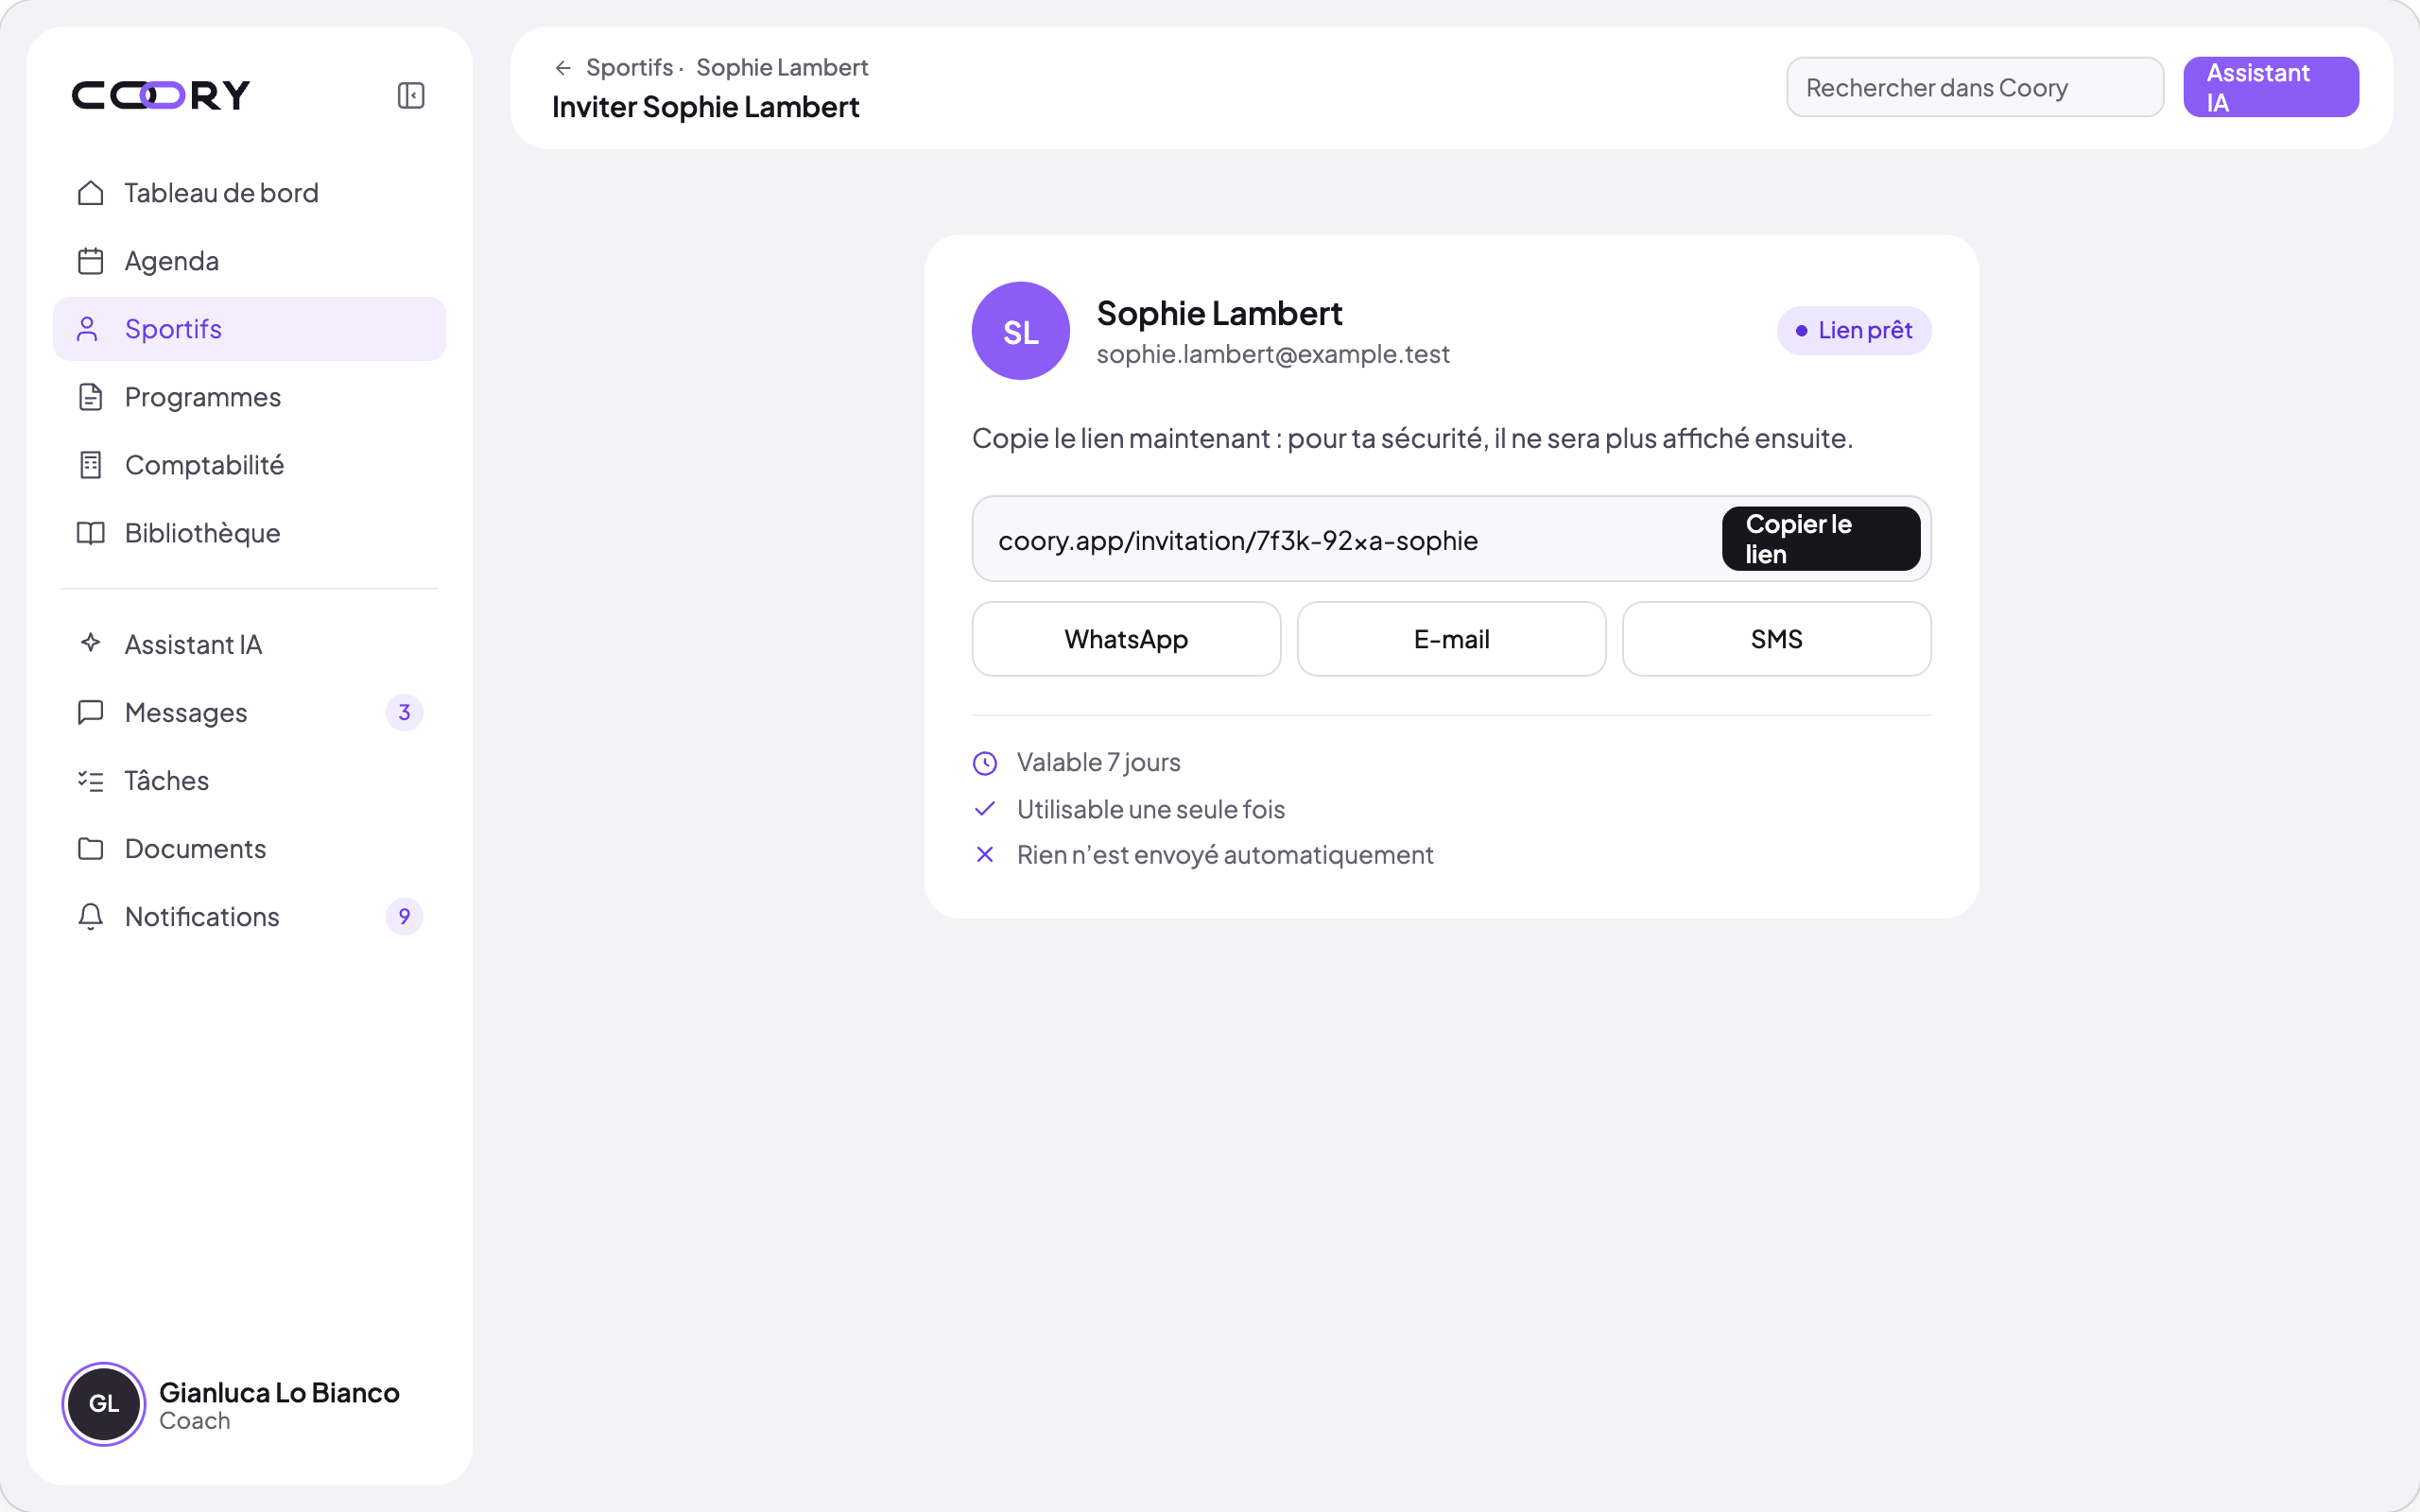 COORY
Tableau de bord
Agenda
Sportifs
Programmes
Comptabilité
Bibliothèque
Assistant IA
Messages 3
Tâches
Documents
Notifications 9
GL
Gianluca Lo Bianco
Coach
← Sportifs · Sophie Lambert
Inviter Sophie Lambert
Rechercher dans Coory
Assistant
IA
SL
Sophie Lambert
sophie.lambert@example.test
Lien prêt
Copie le lien maintenant : pour ta sécurité, il ne sera plus affiché ensuite.
coory.app/invitation/7f3k-92xa-sophie
Copier le
lien
WhatsApp
E-mail
SMS
Valable 7 jours
Utilisable une seule fois
Rien n’est envoyé automatiquement